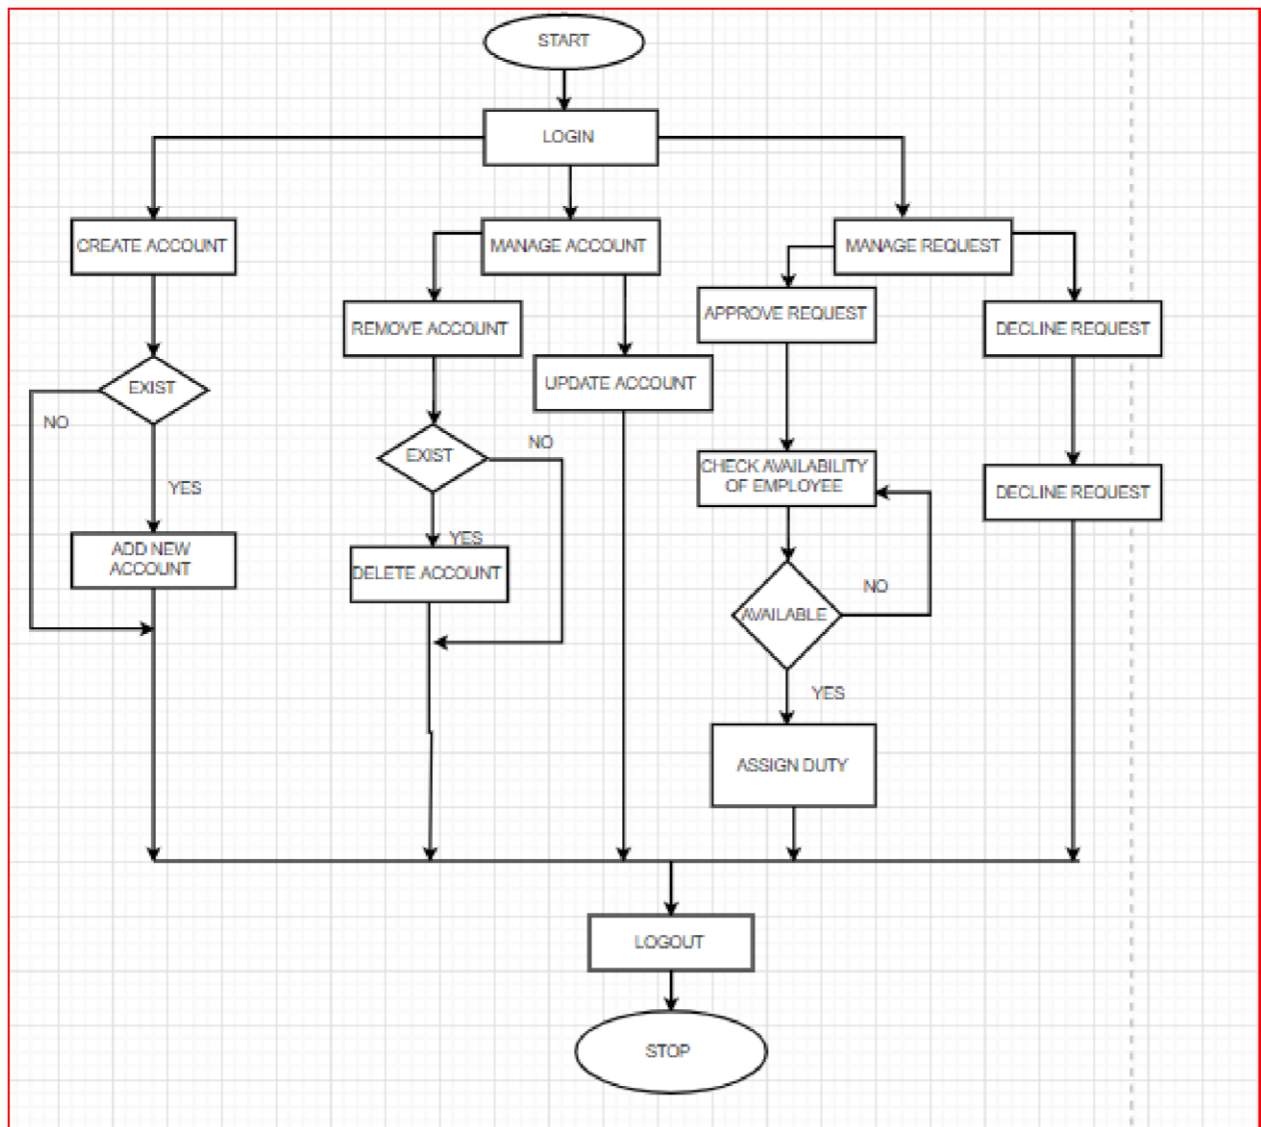 START
LOGIN
CREATE ACCOUNT
MANAGE ACCOUNT
MANAGE REQUEST
APPROVE REQUEST
REMOVE ACCOUNT
DECLINE REQUEST
UPDATE ACCOUNT
EXIST
NO
NO
EXIST
CHECK AVAILABILITY
OF EMPLOYEE
YES
DECLINE REQUEST
YES
ADD NEW
ACCOUNT
DELETE ACCOUNT
NO
AVAILABLE
YES
ASSIGN DUTY
LOGOUT
STOP